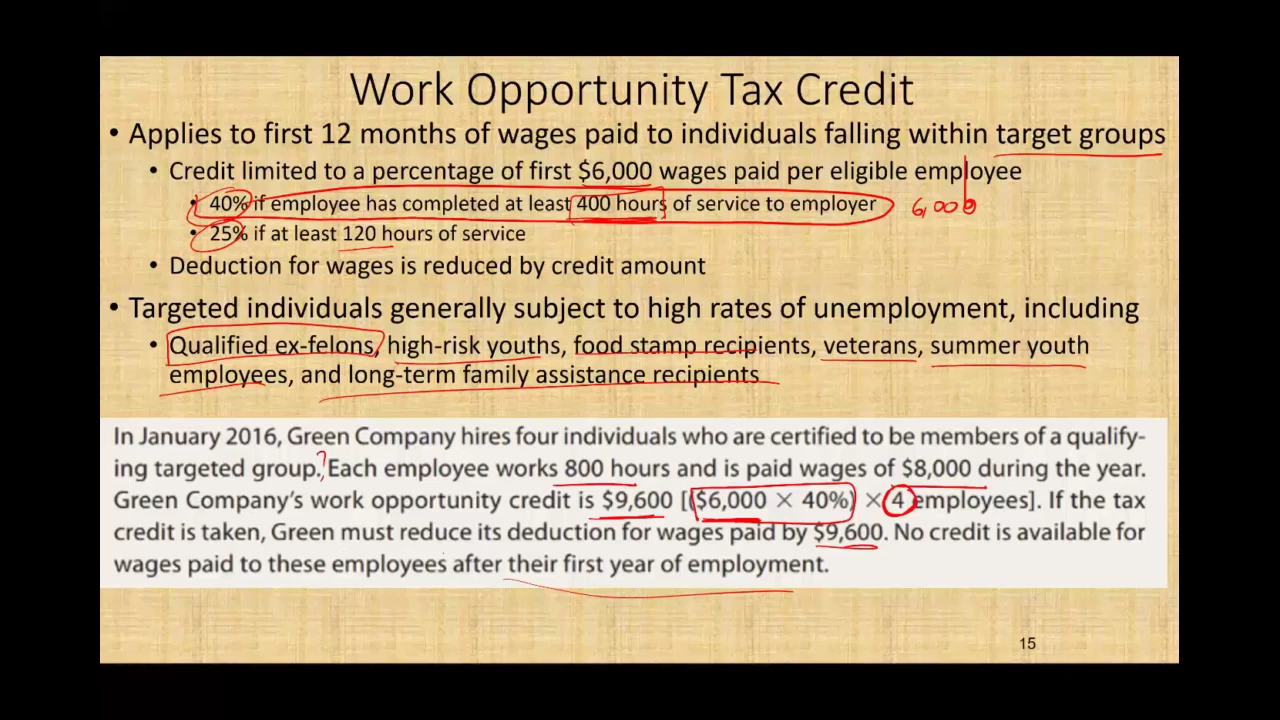 Work Opportunity Tax Credit
• Applies to first 12 months of wages paid to individuals falling within target groups
• Credit limited to a percentage of first $6,000 wages paid per eligible employee
• 40% if employee has completed at least 400 hours of service to employer 6,000
• 25% if at least 120 hours of service
• Deduction for wages is reduced by credit amount
• Targeted individuals generally subject to high rates of unemployment, including
• Qualified ex-felons, high-risk youths, food stamp recipients, veterans, summer youth
employees, and long-term family assistance recipients
In January 2016, Green Company hires four individuals who are certified to be members of a qualify-
ing targeted group. Each employee works 800 hours and is paid wages of $8,000 during the year.
Green Company's work opportunity credit is $9,600 [($6,000 × 40%) × 4 employees]. If the tax
credit is taken, Green must reduce its deduction for wages paid by $9,600. No credit is available for
wages paid to these employees after their first year of employment.
15